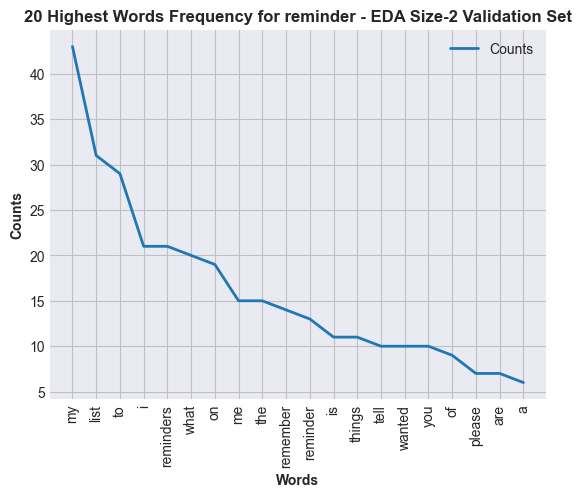 20 Highest Words Frequency for reminder - EDA Size-2 Validation Set
Counts
Counts
40
35
30
25
20
15
10
5
my
list
to
i
reminders
what
on
me
the
remember
reminder
is
things
tell
wanted
you
of
please
are
a
Words